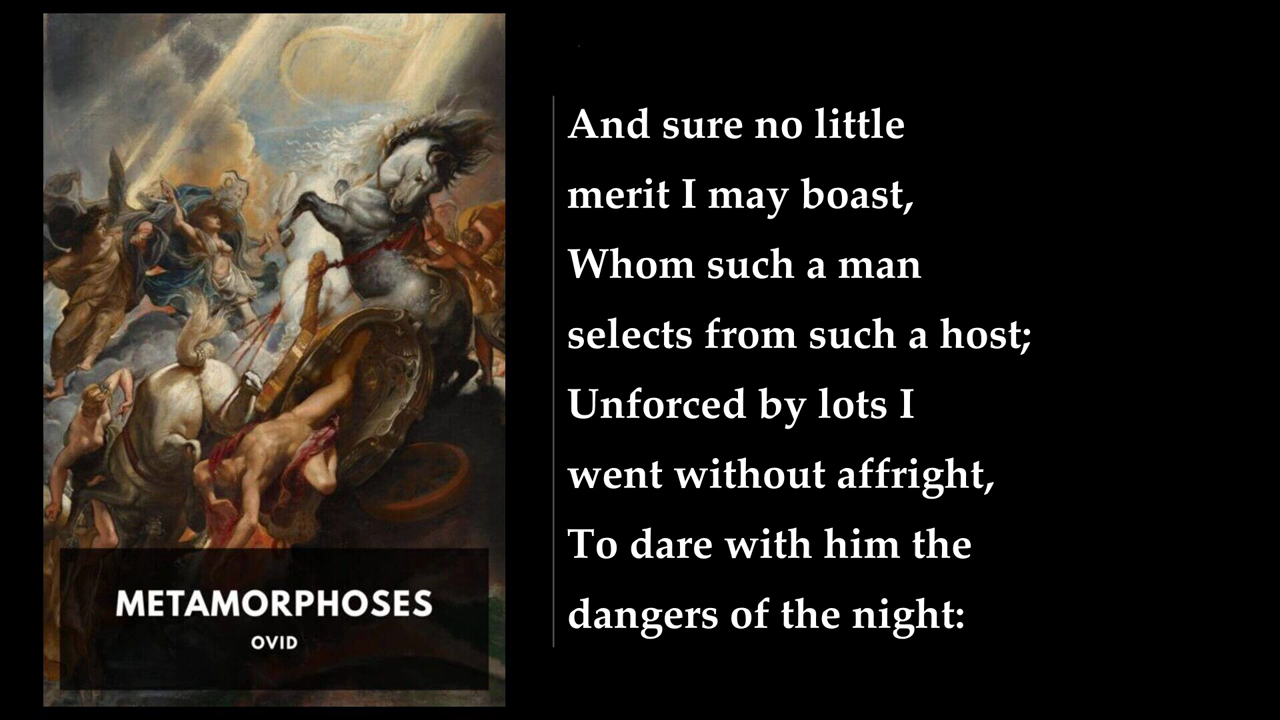 METAMORPHOSES
OVID
And sure no little
merit I may boast,
Whom such a man
selects from such a host;
Unforced by lots I
went without affright,
To dare with him the
dangers of the night: